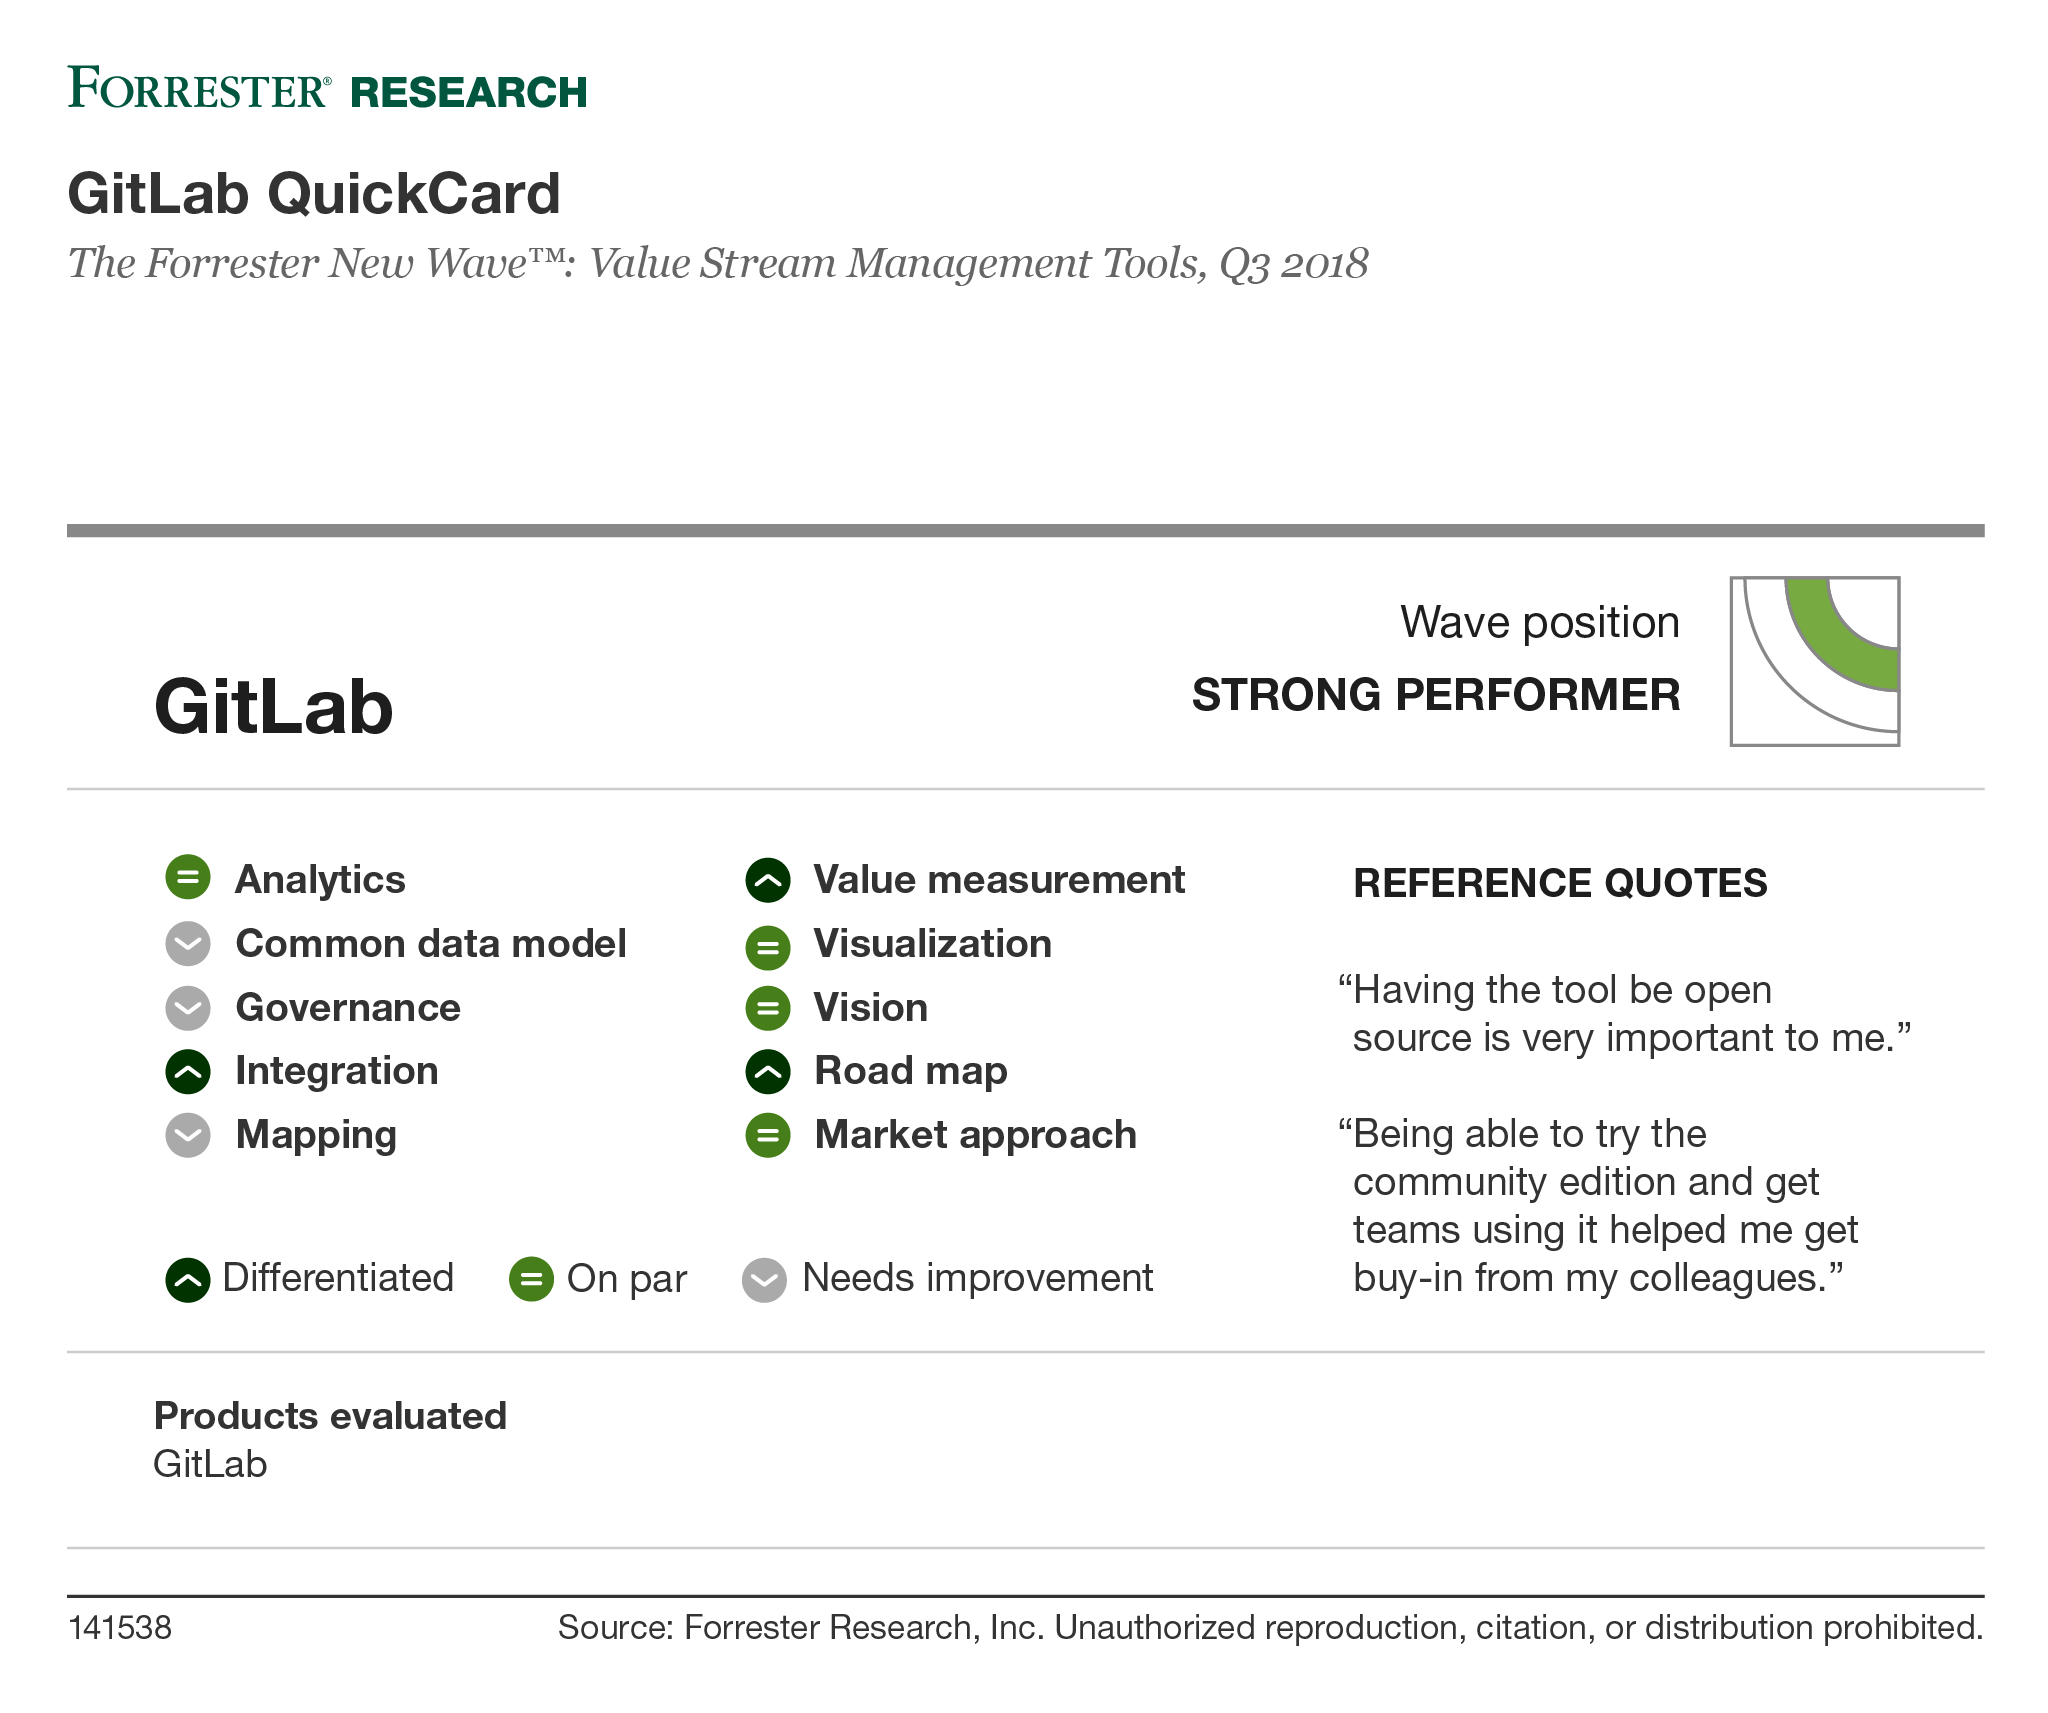 FORRESTER® RESEARCH
GitLab QuickCard
The Forrester New Wave™: Value Stream Management Tools, Q3 2018
Wave position
STRONG PERFORMER
GitLab
Analytics
Common data model
Governance
Integration
Mapping
Value measurement
Visualization
Vision
Road map
Market approach
Differentiated
On par
Needs improvement
REFERENCE QUOTES
“Having the tool be open
source is very important to me.”
“Being able to try the
community edition and get
teams using it helped me get
buy-in from my colleagues.”
Products evaluated
GitLab
141538
Source: Forrester Research, Inc. Unauthorized reproduction, citation, or distribution prohibited.